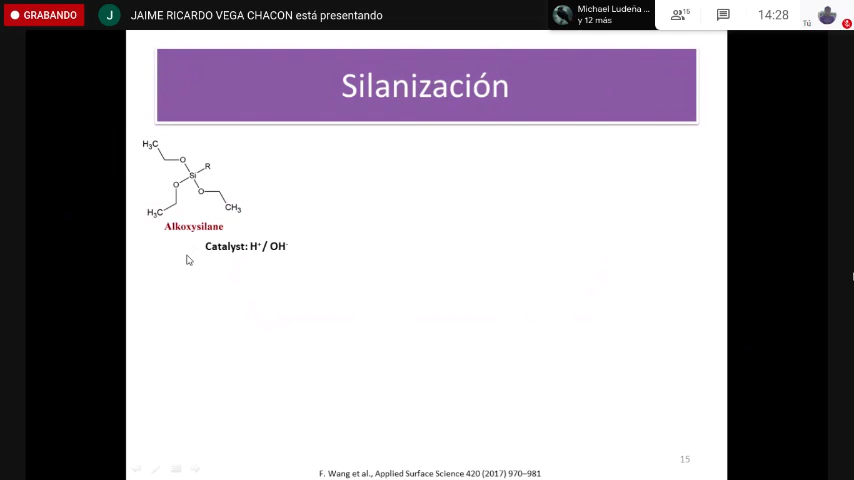 GRABANDO
J
JAIME RICARDO VEGA CHACON está presentando
Michael Ludeña ...
y 12 más
15
14:28
Tú
Silanización
H₃C
O
R
Si
O
O
H₃C
CH₃
Alkoxysilane
Catalyst: H⁺/ OH⁻
15
F. Wang et al., Applied Surface Science 420 (2017) 970–981